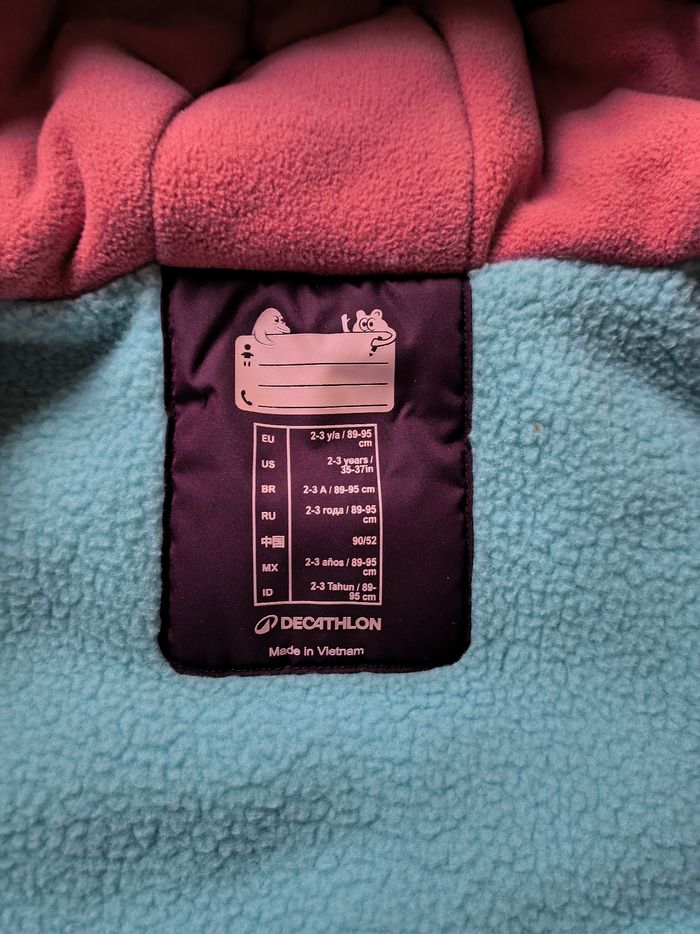 EU 2-3 y/a / 89-95
cm
US 2-3 years /
35-37in
BR 2-3 A / 89-95 cm
RU 2-3 года / 89-95
cm
中国 90/52
MX 2-3 años / 89-95
cm
ID 2-3 Tahun / 89-
95 cm
DECATHLON
Made in Vietnam